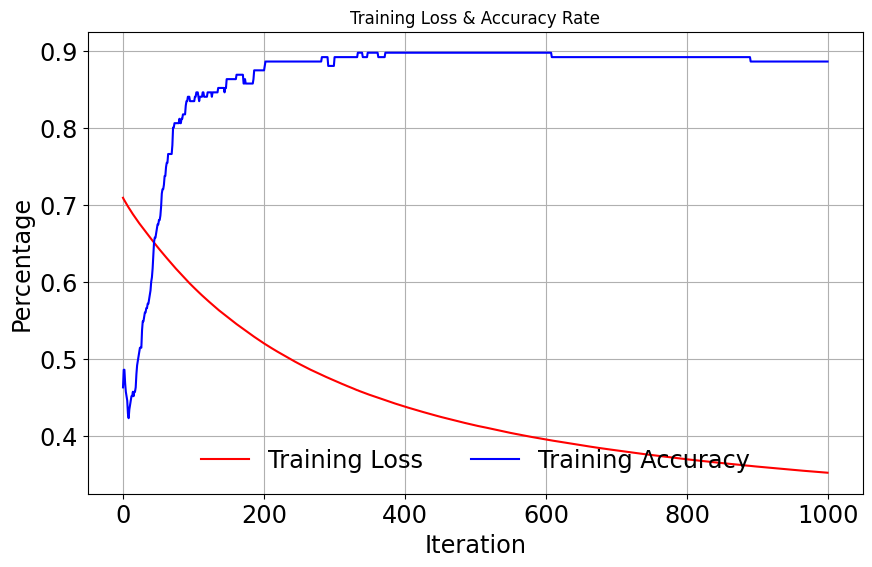 Training Loss & Accuracy Rate
0.9
0.8
0.7
0.6
0.5
0.4
Percentage
Training Loss Training Accuracy
0 200 400 600 800 1000
Iteration